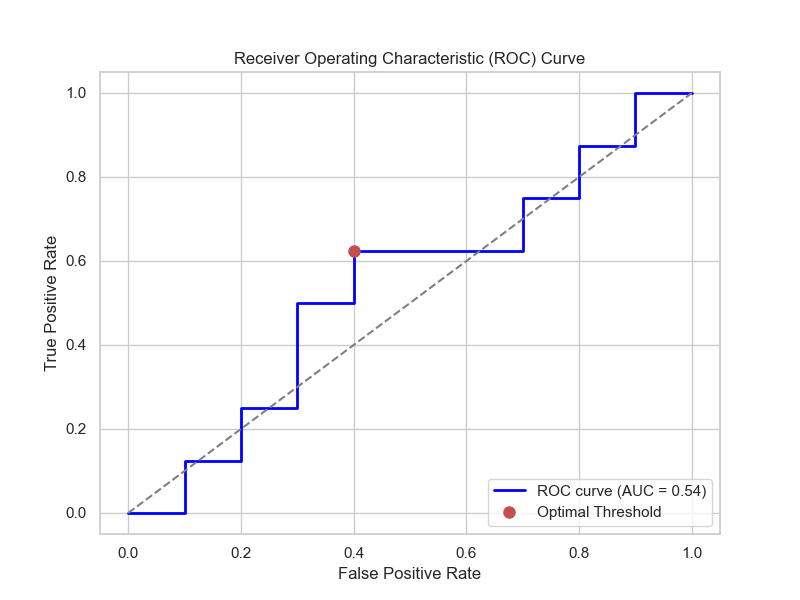 Receiver Operating Characteristic (ROC) Curve
1.0
0.8
0.6
0.4
0.2
0.0
True Positive Rate
0.0 0.2 0.4 0.6 0.8 1.0
False Positive Rate
ROC curve (AUC = 0.54)
Optimal Threshold